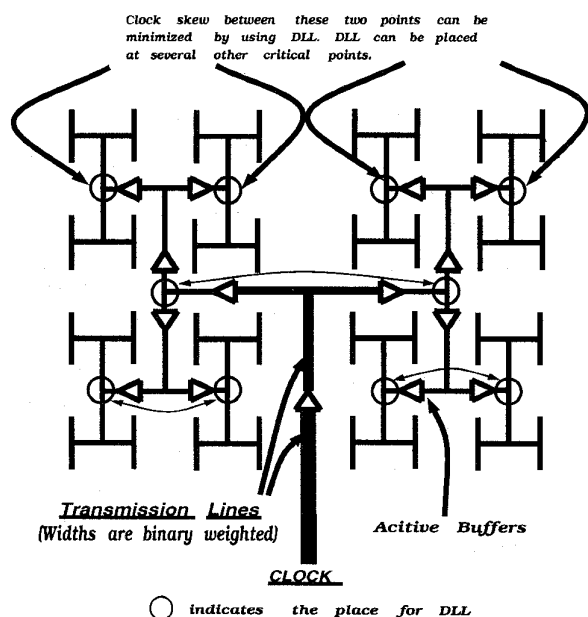 Clock skew between these two points can be
minimized by using DLL. DLL can be placed
at several other critical points.
Transmission Lines
(Widths are binary weighted)
Acitive Buffers
CLOCK
indicates the place for DLL